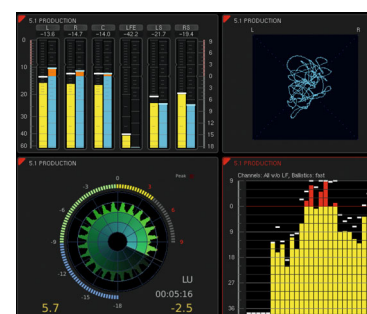 5.1 PRODUCTION
L R C LFE LS RS
-13.6 -14.7 -14.0 -42.2 -21.7 -19.4
0 9
6
10 3
0
20 3
6
30 9
12
40 15
60 18
5.1 PRODUCTION
L R
5.1 PRODUCTION
Peak
0
-3 3
-6 6
-9 9
-12
-15
-18
LU
00:05:16
5.7 -2.5
5.1 PRODUCTION
Channels: All w/o LF, Ballistics: fast
9
0
9
18
27
36